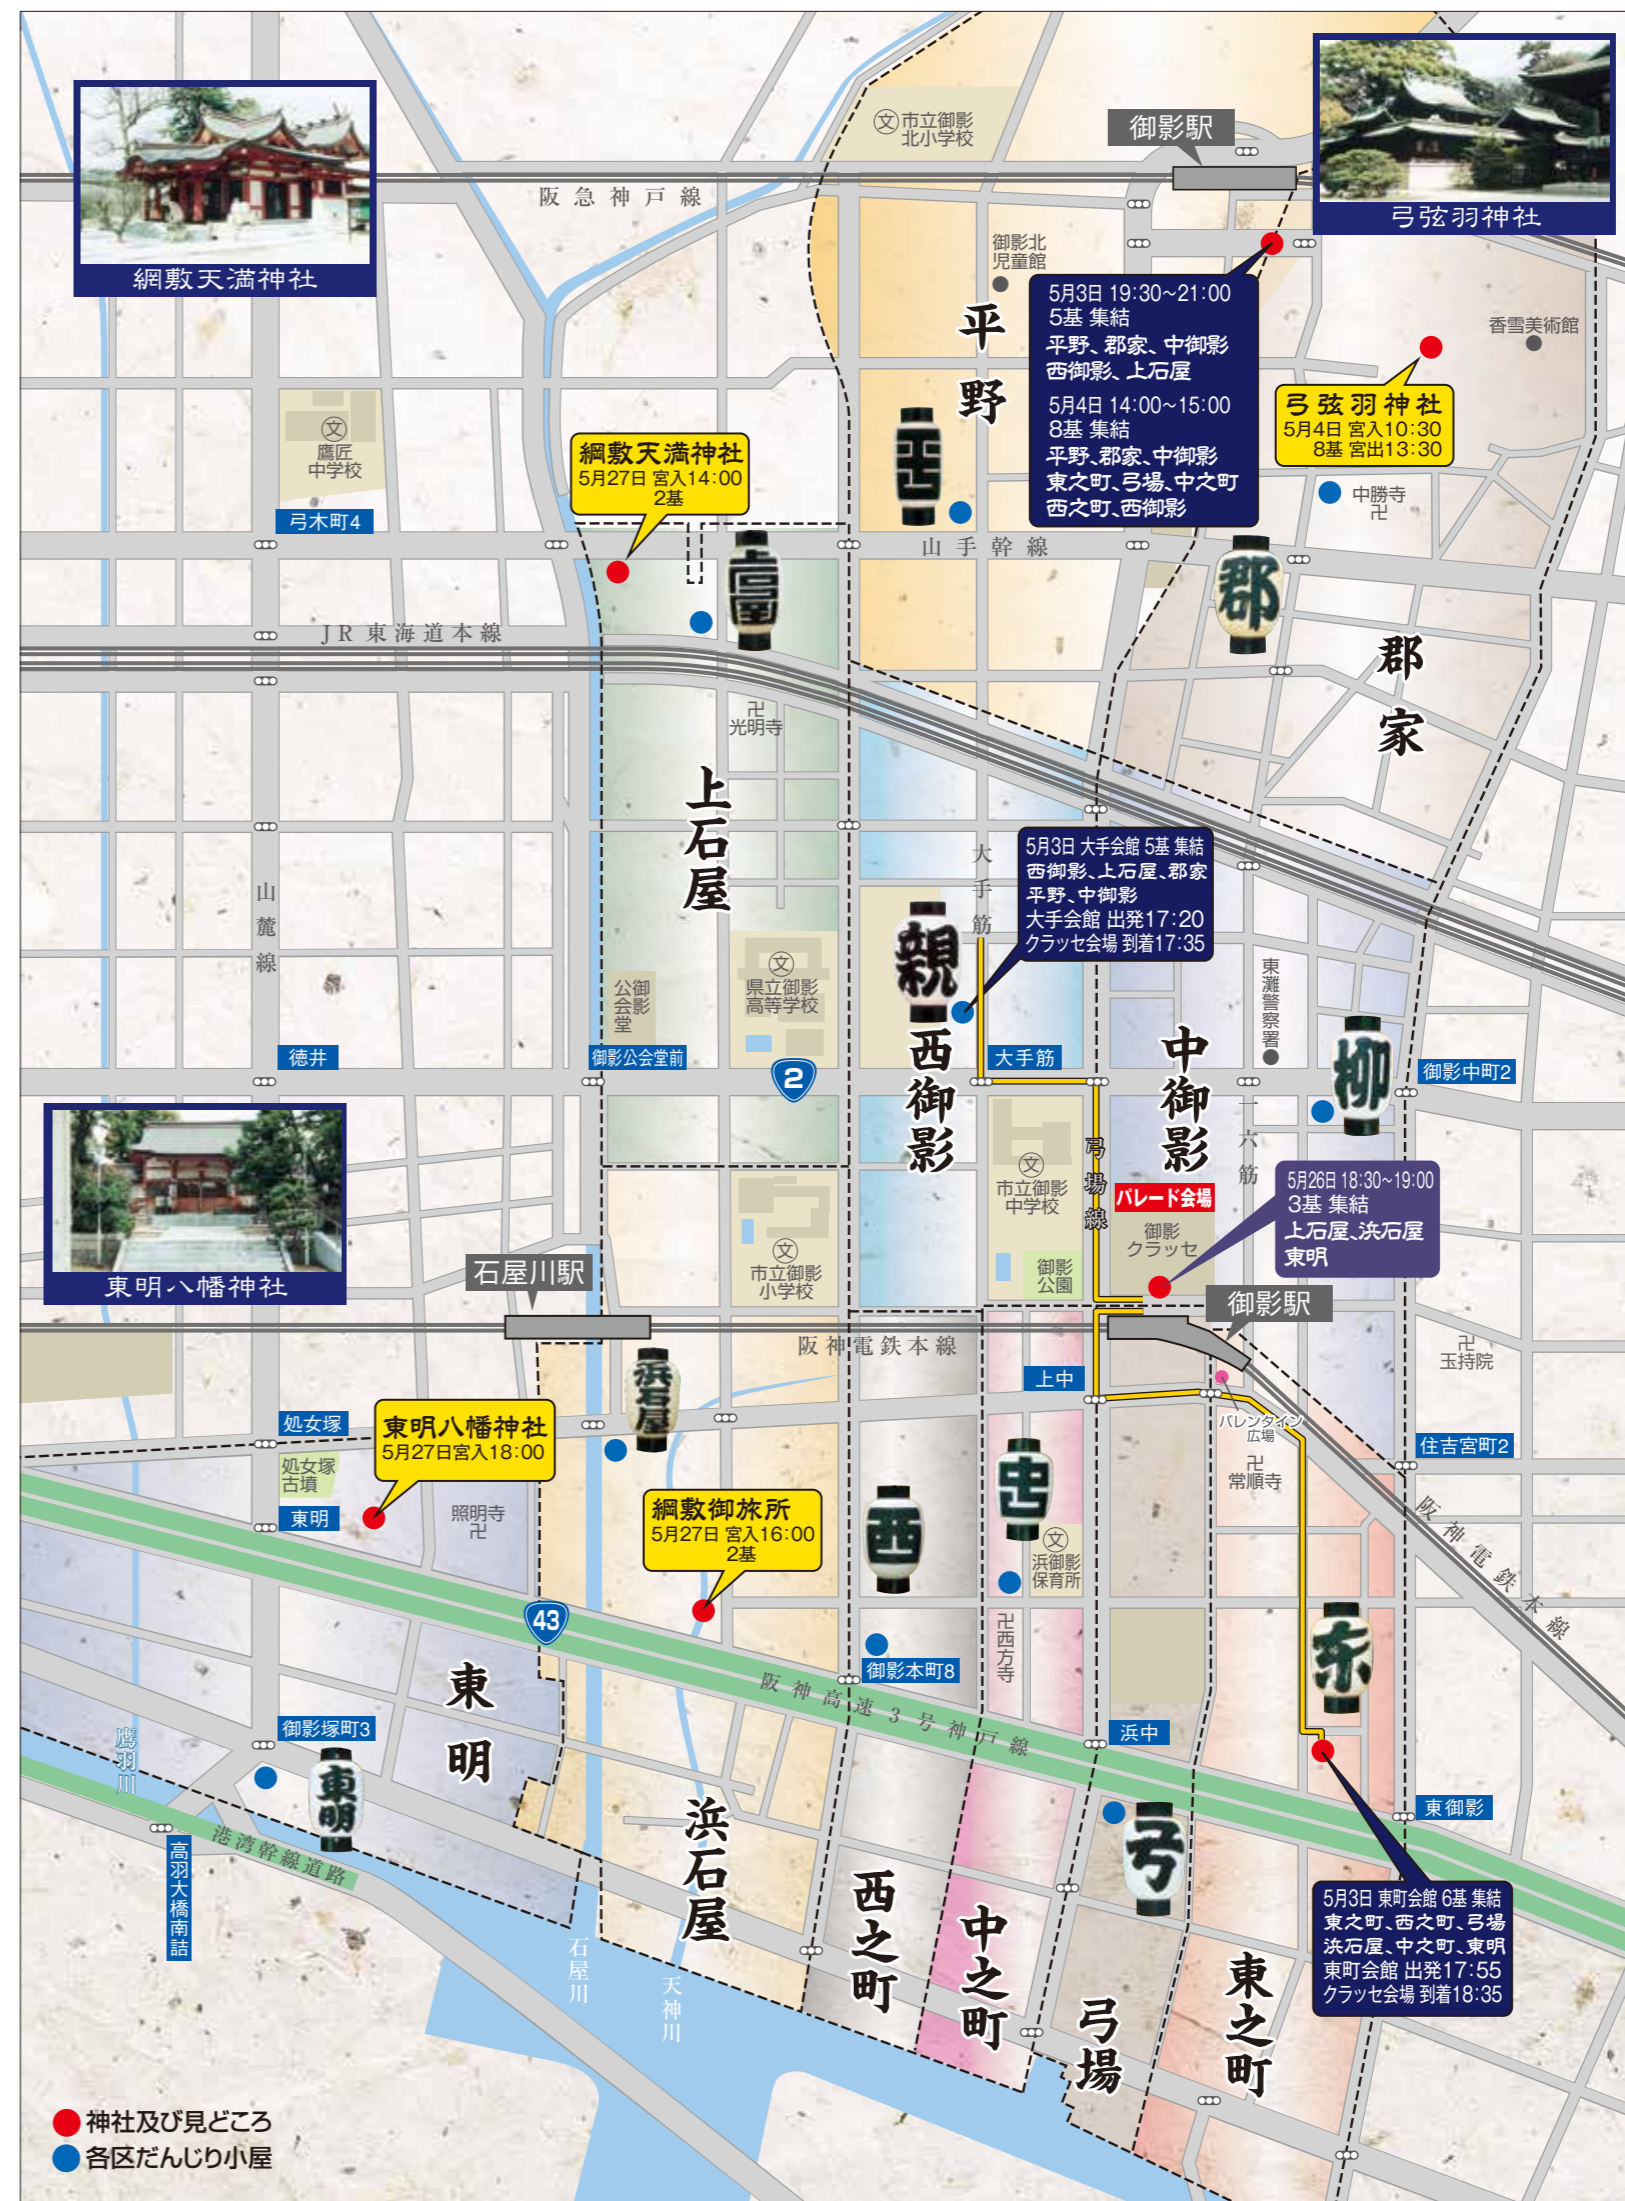 綱敷天満神社
市立御影
北小学校
御影駅
弓弦羽神社
阪急神戸線
御影北
児童館
5月3日 19:30~21:00
5基 集結
平野、郡家、中御影
西御影、上石屋
5月4日 14:00~15:00
8基 集結
平野、郡家、中御影
東之町、弓場、中之町
西之町、西御影
香雪美術館
弓弦羽神社
5月4日 宮入10:30
8基 宮出13:30
平野
鷹匠
中学校
文
綱敷天満神社
5月27日 宮入14:00
2基
弓木町4
中勝寺
卍
山手幹線
郡
郡家
JR東海道本線
卍
光明寺
上石屋
大手筋
5月3日 大手会館 5基 集結
西御影、上石屋、郡家
平野、中御影
大手会館 出発17:20
クラッセ会場 到着17:35
山麓線
親
文
県立御影
高等学校
御影
公会堂
東灘警察署
西御影
中御影
柳
徳井
御影公会堂前
大手筋
御影中町2
2
文
市立御影
中学校
弓場線
一六筋
パレード会場
御影
クラッセ
5月26日 18:30~19:00
3基 集結
上石屋、浜石屋
東明
東明八幡神社
石屋川駅
文
市立御影
小学校
御影
公園
御影駅
阪神電鉄本線
卍
玉持院
上中
浜石屋
バレンタイン
広場
処女塚
東明八幡神社
5月27日宮入18:00
住吉宮町2
処女塚
古墳
卍
常順寺
中
東明
照明寺
卍
綱敷御旅所
5月27日 宮入16:00
2基
西
文
浜御影
保育所
阪神電鉄本線
43
卍西方寺
东
御影本町8
東明
阪神高速3号神戸線
浜中
御影塚町3
鷹羽川
東明
浜石屋
弓
東御影
港湾幹線道路
高羽大橋南詰
西之町
中之町
弓場
東之町
5月3日 東町会館 6基 集結
東之町、西之町、弓場
浜石屋、中之町、東明
東町会館 出発17:55
クラッセ会場 到着18:35
石屋川
天神川
神社及び見どころ
各区だんじり小屋